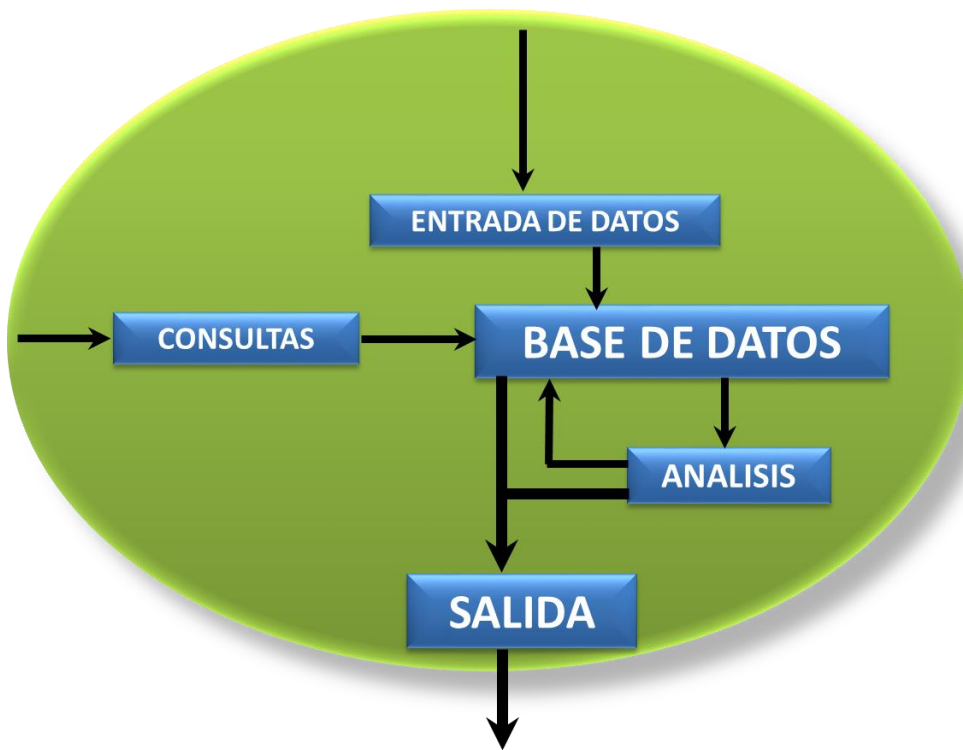 ENTRADA DE DATOS
CONSULTAS
BASE DE DATOS
ANALISIS
SALIDA